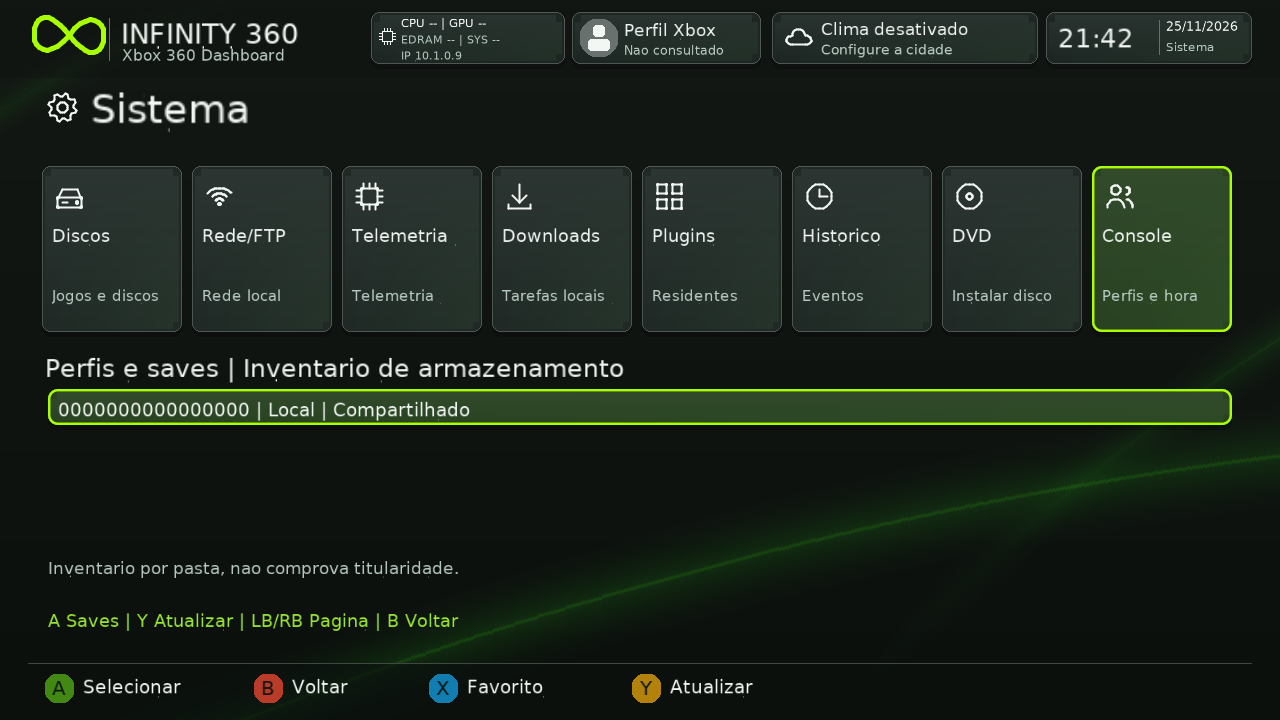 INFINITY 360
Xbox 360 Dashboard
CPU -- | GPU --
EDRAM -- | SYS --
IP 10.1.0.9
Perfil Xbox
Nao consultado
Clima desativado
Configure a cidade
21:42
25/11/2026
Sistema
Sistema
Discos
Jogos e discos
Rede/FTP
Rede local
Telemetria
Telemetria
Downloads
Tarefas locais
Plugins
Residentes
Historico
Eventos
DVD
Instalar disco
Console
Perfis e hora
Perfis e saves | Inventario de armazenamento
0000000000000000 | Local | Compartilhado
Inventario por pasta, nao comprova titularidade.
A Saves | Y Atualizar | LB/RB Pagina | B Voltar
A Selecionar
B Voltar
X Favorito
Y Atualizar